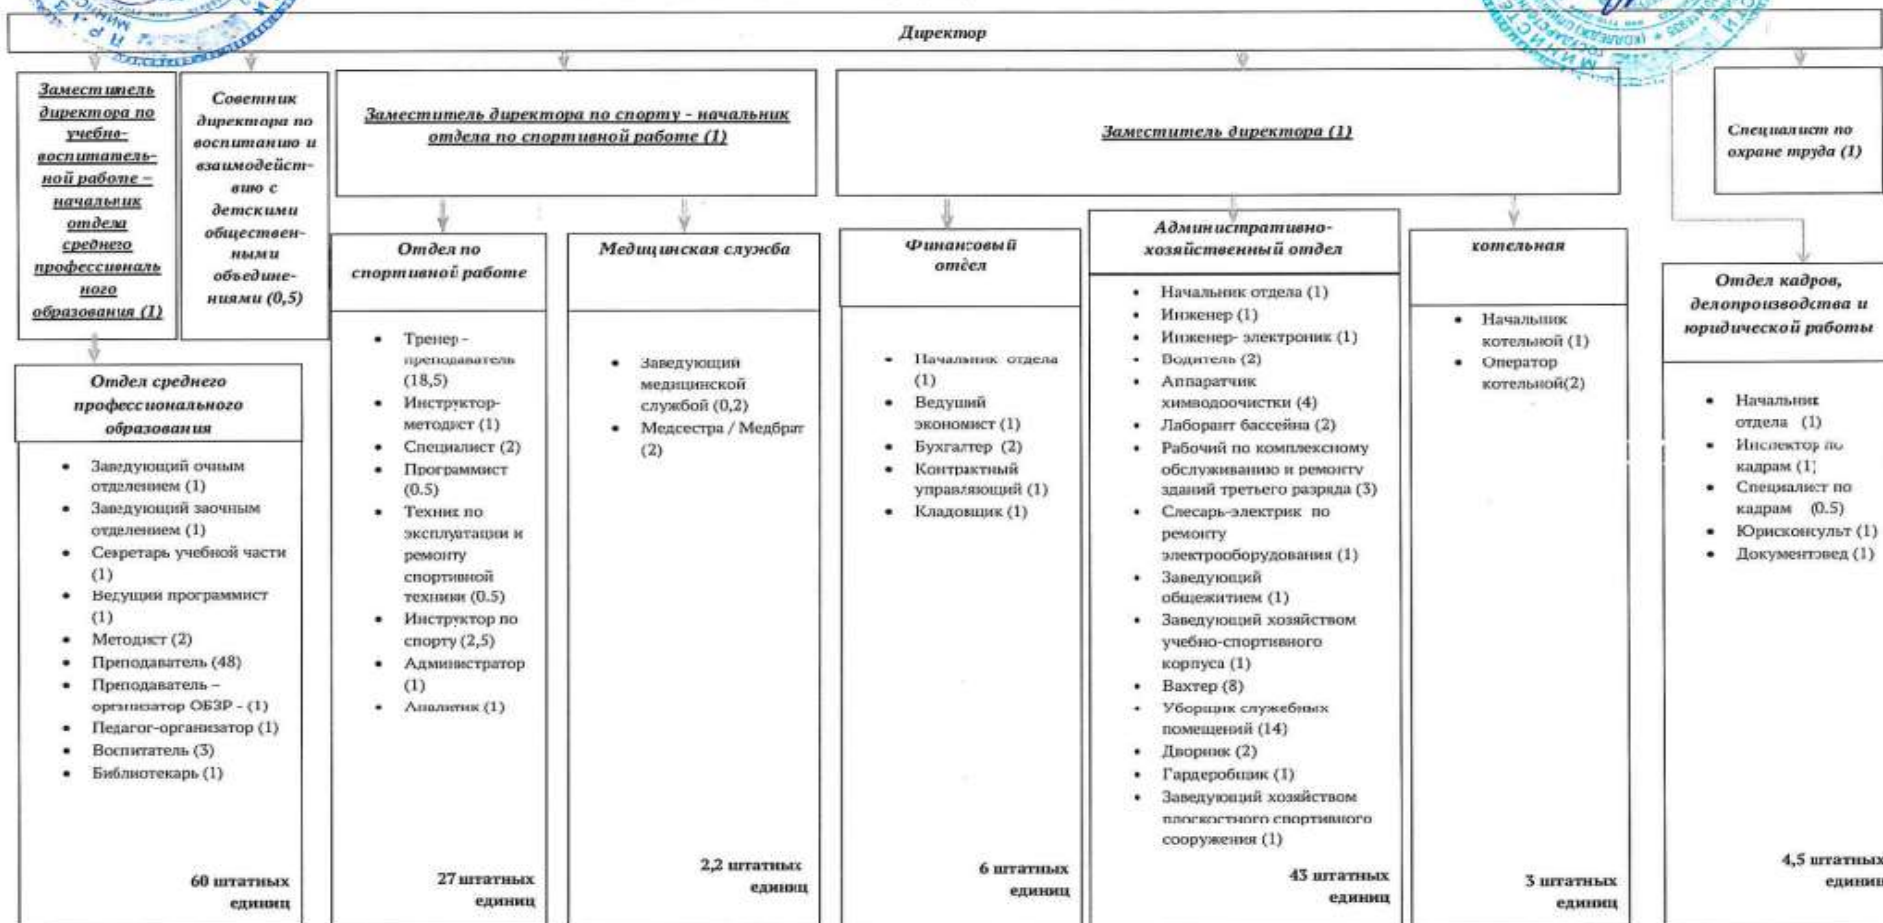 Директор
Заместитель
директора по
учебно-
воспитатель-
ной работе –
начальник
отдела
среднего
профессиональ
ного
образования (1)
Советник
директора по
воспитанию и
взаимодейст-
вию с
детскими
обществен-
ными
объедине-
ниями (0,5)
Заместитель директора по спорту - начальник
отдела по спортивной работе (1)
Заместитель директора (1)
Специалист по
охране труда (1)
Отдел среднего
профессионального
образования
• Заведующий очным
отделением (1)
• Заведующий заочным
отделением (1)
• Секретарь учебной части
(1)
• Ведущий программист
(1)
• Методист (2)
• Преподаватель (48)
• Преподаватель –
организатор ОБЗР - (1)
• Педагог-организатор (1)
• Воспитатель (3)
• Библиотекарь (1)
60 штатных
единиц
Отдел по
спортивной работе
• Тренер -
преподаватель
(18,5)
• Инструктор-
методист (1)
• Специалист (2)
• Программист
(0.5)
• Техник по
эксплуатации и
ремонту
спортивной
техники (0.5)
• Инструктор по
спорту (2,5)
• Администратор
(1)
• Аналитик (1)
27 штатных
единиц
Медицинская служба
• Заведующий
медицинской
службой (0,2)
• Медсестра / Медбрат
(2)
2,2 штатных
единиц
Финансовый
отдел
• Начальник отдела
(1)
• Ведуший
экономист (1)
• Бухгалтер (2)
• Контрактный
управляющий (1)
• Кладовщик (1)
6 штатных
единиц
Административно-
хозяйственный отдел
• Начальник отдела (1)
• Инженер (1)
• Инженер- электроник (1)
• Водитель (2)
• Аппаратчик
химводоочистки (4)
• Лаборант бассейна (2)
• Рабочий по комплексному
обслуживанию и ремонту
зданий третьего разряда (3)
• Слесарь-электрик по
ремонту
электрооборудования (1)
• Заведующий
общежитием (1)
• Заведующий хозяйством
учебно-спортивного
корпуса (1)
• Вахтер (8)
• Уборщик служебных
помещений (14)
• Дворник (2)
• Гардеробщик (1)
• Заведующий хозяйством
плоскостного спортивного
сооружения (1)
43 штатных
единиц
котельная
• Начальник
котельной (1)
• Оператор
котельной(2)
3 штатных
единиц
Отдел кадров,
делопроизводства и
юридической работы
• Начальник
отдела (1)
• Инспектор по
кадрам (1)
• Специалист по
кадрам (0.5)
• Юрисконсульт (1)
• Документовед (1)
4,5 штатных
единиц